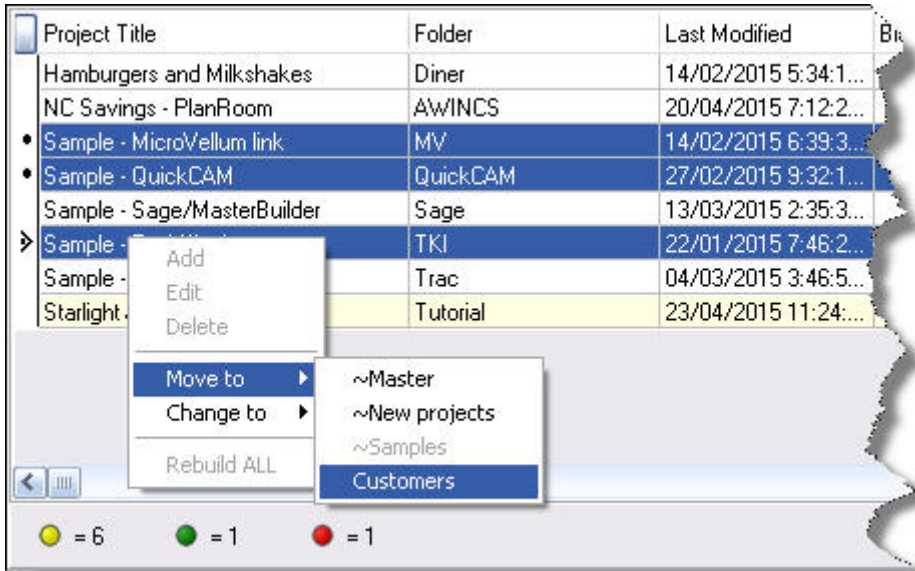 Project Title Folder Last Modified
Hamburgers and Milkshakes Diner 14/02/2015 5:34:1...
NC Savings - PlanRoom AWINCS 20/04/2015 7:12:2...
Sample - MicroVellum link MV 14/02/2015 6:39:3...
Sample - QuickCAM QuickCAM 27/02/2015 9:32:1...
Sample - Sage/MasterBuilder Sage 13/03/2015 2:35:3...
Sample - TKI 22/01/2015 7:46:2...
Sample - Trac 04/03/2015 3:46:5...
Starlight Tutorial 23/04/2015 11:24:...
Add
Edit
Delete
Move to
Change to
Rebuild ALL
~Master
~New projects
~Samples
Customers
= 6 = 1 = 1